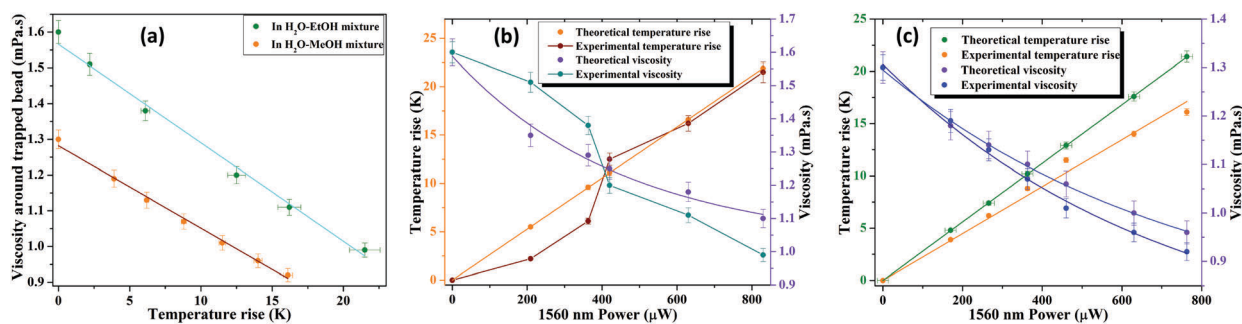 (a)
In H2O-EtOH mixture
In H2O-MeOH mixture
Viscosity around trapped bead (mPa.s)
1.6
1.5
1.4
1.3
1.2
1.1
1.0
0.9
0
5
10
15
20
Temperature rise (K)
(b)
Theoretical temperature rise
Experimental temperature rise
Theoretical viscosity
Experimental viscosity
Temperature rise (K)
25
20
15
10
5
0
0
200
400
600
800
1560 nm Power (μW)
1.7
1.6
1.5
1.4
1.3
1.2
1.1
1.0
0.9
0.8
Viscosity (mPa.s)
(c)
Theoretical temperature rise
Experimental temperature rise
Theoretical viscosity
Experimental viscosity
Temperature rise (K)
25
20
15
10
5
0
0
200
400
600
800
1560 nm Power (μW)
1.4
1.3
1.2
1.1
1.0
0.9
Viscosity (mPa.s)